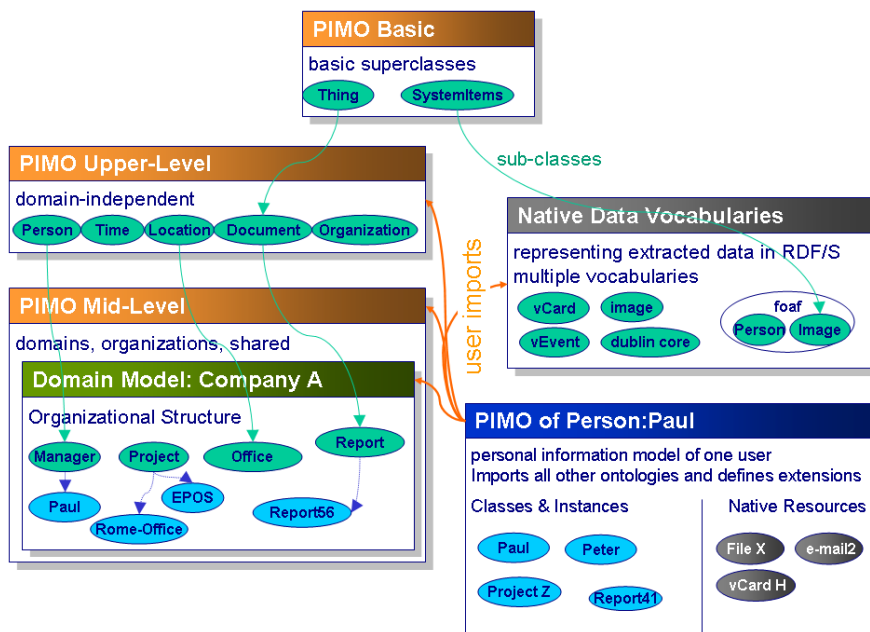 PIMO Basic
basic superclasses
Thing
SystemItems
sub-classes
PIMO Upper-Level
domain-independent
Person
Time
Location
Document
Organization
Native Data Vocabularies
representing extracted data in RDF/S
multiple vocabularies
vCard
image
vEvent
dublin core
foaf
Person
Image
user imports
PIMO Mid-Level
domains, organizations, shared
Domain Model: Company A
Organizational Structure
Manager
Project
Office
Report
Paul
EPOS
Rome-Office
Report56
PIMO of Person:Paul
personal information model of one user
Imports all other ontologies and defines extensions
Classes & Instances
Paul
Peter
Project Z
Report41
Native Resources
File X
e-mail2
vCard H